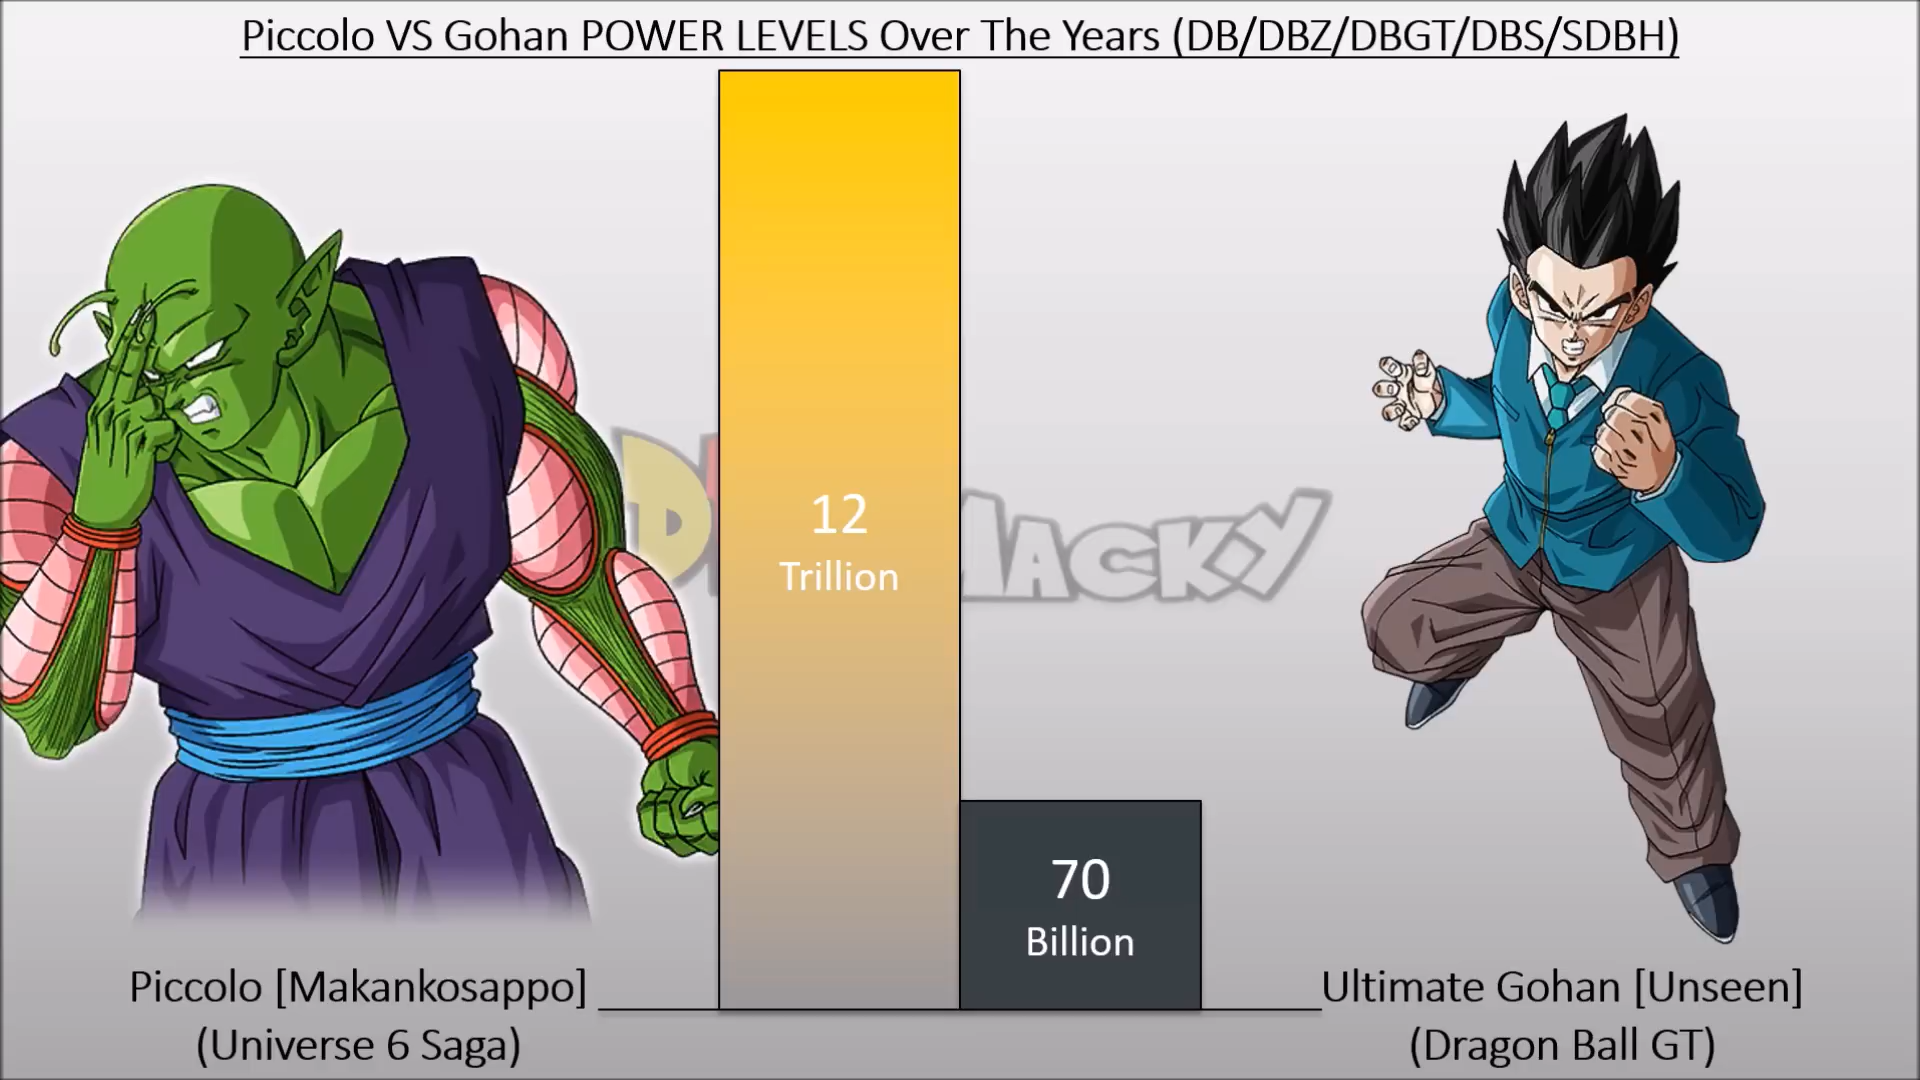 Piccolo VS Gohan POWER LEVELS Over The Years (DB/DBZ/DBGT/DBS/SDBH)
12
Trillion
70
Billion
Piccolo [Makankosappo]
(Universe 6 Saga)
Ultimate Gohan [Unseen]
(Dragon Ball GT)